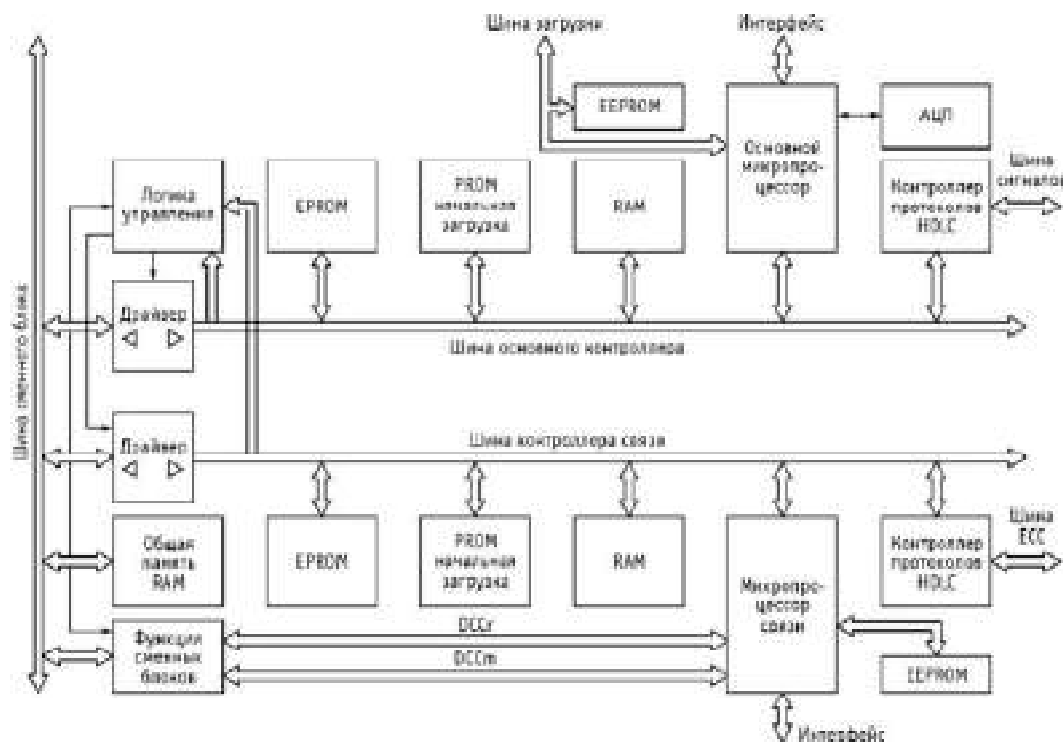 Шина загрузки
Интерфейс
EEPROM
Основной
микропро-
цессор
АЦП
Логика
управления
EPROM
PROM
начальная
загрузка
RAM
Контроллер
протоколов
HDLC
Шина
сигналов
Драйвер
Шина основного контроллера
Шина сменного блока
Драйвер
Шина контроллера связи
Общая
память
RAM
EPROM
PROM
начальная
загрузка
RAM
Микропро-
цессор
связи
Контроллер
протоколов
HDLC
Шина
ECC
Функции
сменных
блоков
DCCr
DCCm
EEPROM
Интерфейс